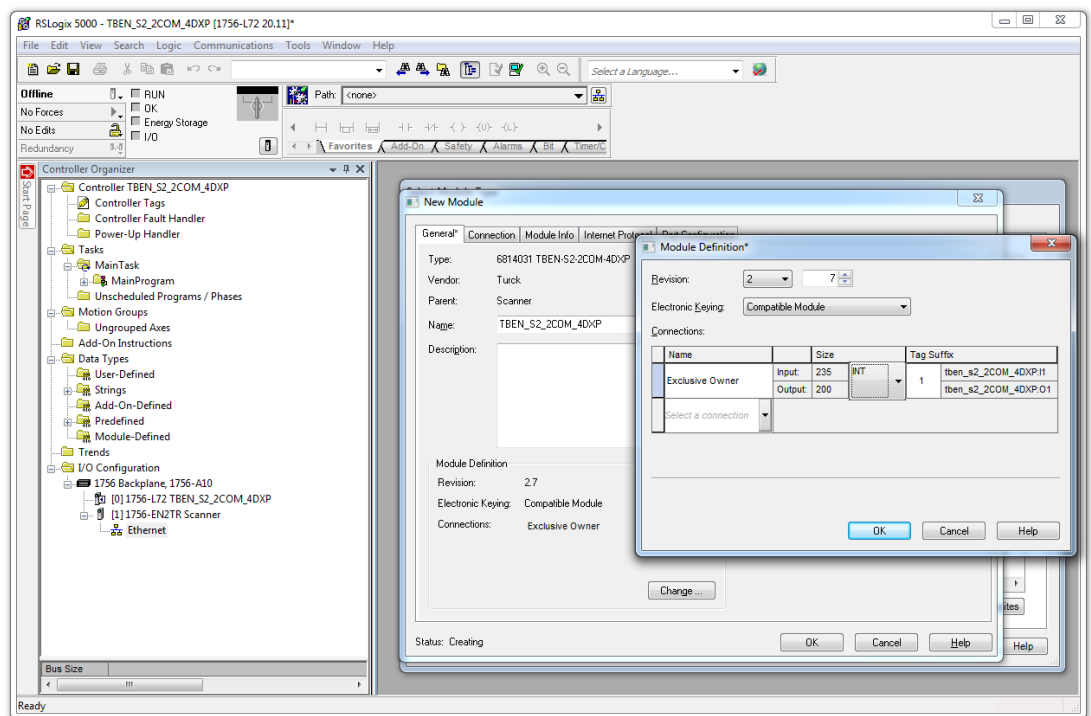 RSLogix 5000 - TBEN_S2_2COM_4DXP [1756-L72 20.11]*
File Edit View Search Logic Communications Tools Window Help
Select a Language...
Offline RUN Path: <none>
No Forces OK
No Edits Energy Storage
Redundancy I/O
Favorites Add-On Safety Alarms Bit Timer/C
Start Page
Controller Organizer
Controller TBEN_S2_2COM_4DXP
Controller Tags
Controller Fault Handler
Power-Up Handler
Tasks
MainTask
MainProgram
Unscheduled Programs / Phases
Motion Groups
Ungrouped Axes
Add-On Instructions
Data Types
User-Defined
Strings
Add-On-Defined
Predefined
Module-Defined
Trends
I/O Configuration
1756 Backplane, 1756-A10
[0] 1756-L72 TBEN_S2_2COM_4DXP
[1] 1756-EN2TR Scanner
Ethernet
Bus Size
Ready
New Module
General* Connection Module Info Internet Protocol Port Configuration
Type: 6814031 TBEN-S2-2COM-4DXP
Vendor: Turck
Parent: Scanner
Name: TBEN_S2_2COM_4DXP
Description:
Module Definition
Revision: 2.7
Electronic Keying: Compatible Module
Connections: Exclusive Owner
Change ...
Status: Creating
OK Cancel Help
Help
Module Definition*
Revision: 2 7
Electronic Keying: Compatible Module
Connections:
Name Size Tag Suffix
Exclusive Owner Input: 235 INT 1 tben_s2_2COM_4DXP:I1
Output: 200 tben_s2_2COM_4DXP:O1
Select a connection
OK Cancel Help